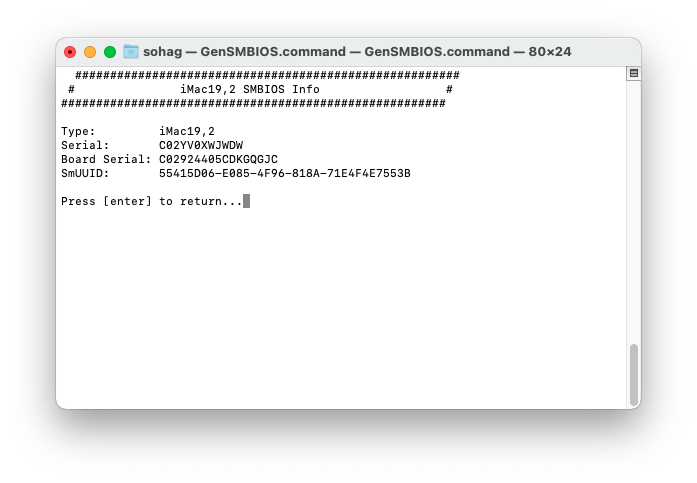 sohag — GenSMBIOS.command — GenSMBIOS.command — 80×24
#######################################################
# iMac19,2 SMBIOS Info #
#######################################################
Type: iMac19,2
Serial: C02YV0XWJWDW
Board Serial: C02924405CDKGQGJC
SmUUID: 55415D06-E085-4F96-818A-71E4F4E7553B
Press [enter] to return...